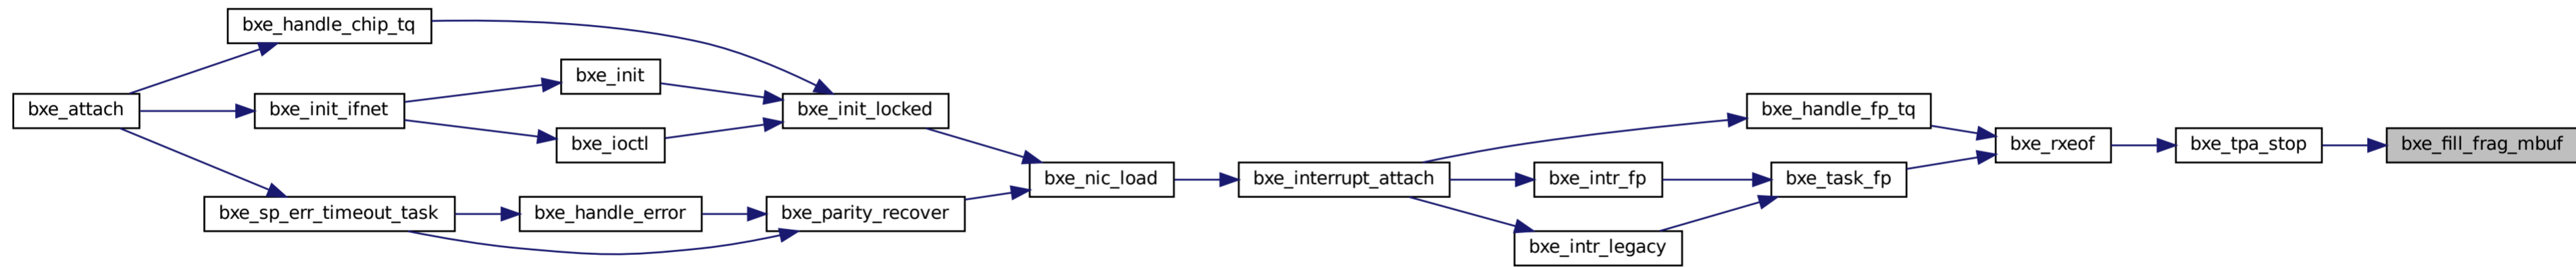 bxe_handle_chip_tq
bxe_init
bxe_attach
bxe_init_ifnet
bxe_init_locked
bxe_handle_fp_tq
bxe_ioctl
bxe_rxeof
bxe_tpa_stop
bxe_fill_frag_mbuf
bxe_nic_load
bxe_interrupt_attach
bxe_intr_fp
bxe_task_fp
bxe_sp_err_timeout_task
bxe_handle_error
bxe_parity_recover
bxe_intr_legacy